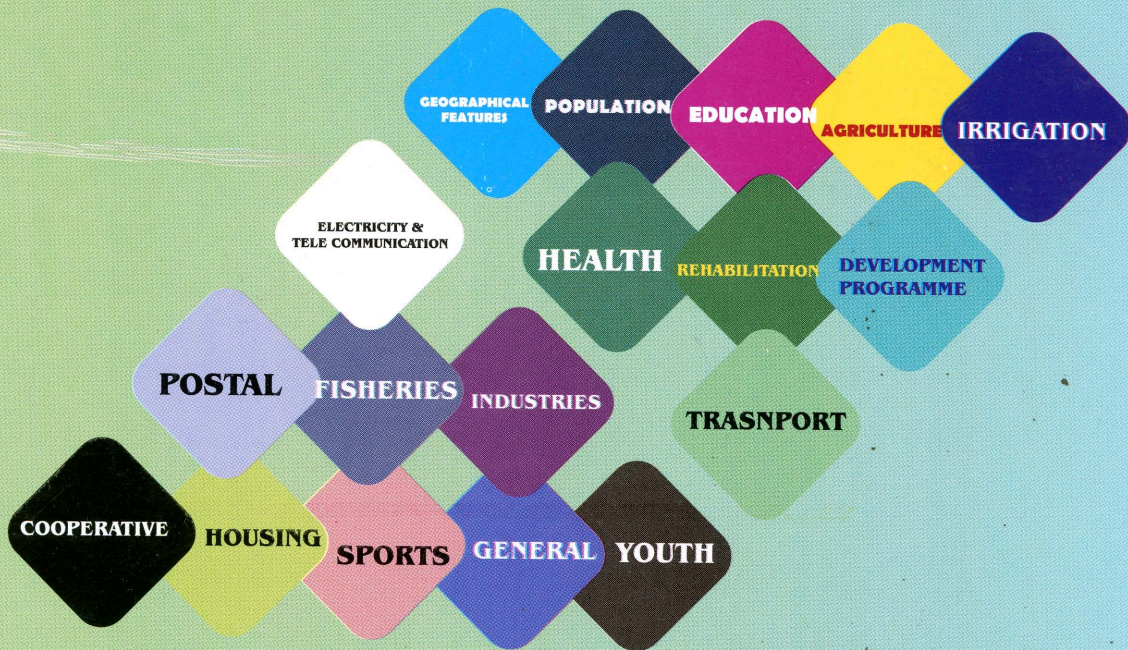 GEOGRAPHICAL
FEATURES
POPULATION
EDUCATION
AGRICULTURE
IRRIGATION
ELECTRICITY &
TELE COMMUNICATION
HEALTH
REHABILITATION
DEVELOPMENT
PROGRAMME
POSTAL
FISHERIES
INDUSTRIES
TRASNPORT
COOPERATIVE
HOUSING
SPORTS
GENERAL
YOUTH